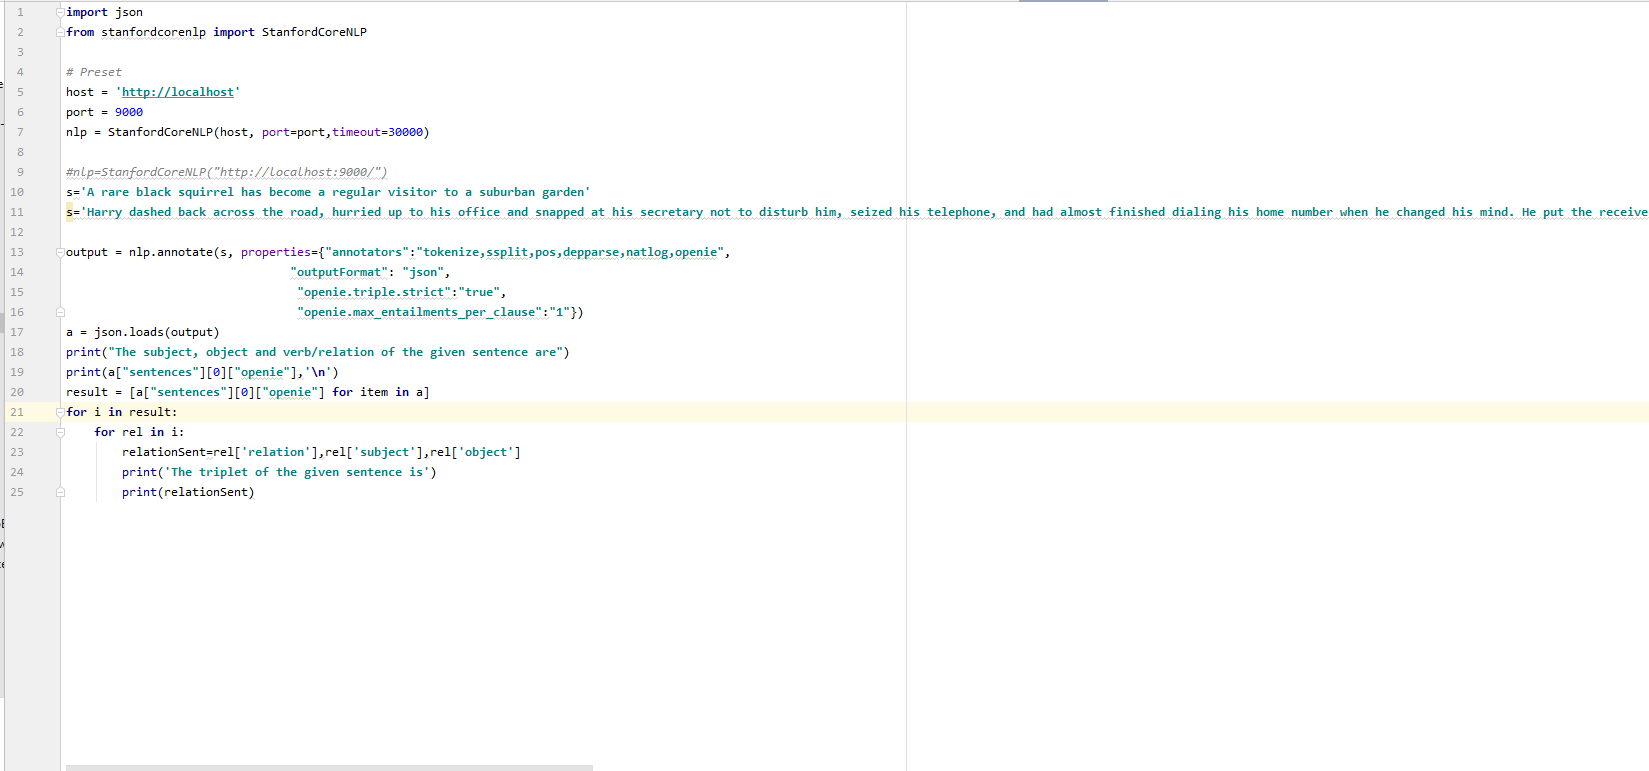 1 import json
2 from stanfordcorenlp import StanfordCoreNLP
3
4 # Preset
5 host = 'http://localhost'
6 port = 9000
7 nlp = StanfordCoreNLP(host, port=port,timeout=30000)
8
9 #nlp=StanfordCoreNLP("http://localhost:9000/")
10 s='A rare black squirrel has become a regular visitor to a suburban garden'
11 s='Harry dashed back across the road, hurried up to his office and snapped at his secretary not to disturb him, seized his telephone, and had almost finished dialing his home number when he changed his mind. He put the receive
12
13 output = nlp.annotate(s, properties={"annotators":"tokenize,ssplit,pos,depparse,natlog,openie",
14 "outputFormat": "json",
15 "openie.triple.strict":"true",
16 "openie.max_entailments_per_clause":"1"})
17 a = json.loads(output)
18 print("The subject, object and verb/relation of the given sentence are")
19 print(a["sentences"][0]["openie"],'\n')
20 result = [a["sentences"][0]["openie"] for item in a]
21 for i in result:
22 for rel in i:
23 relationSent=rel['relation'],rel['subject'],rel['object']
24 print('The triplet of the given sentence is')
25 print(relationSent)